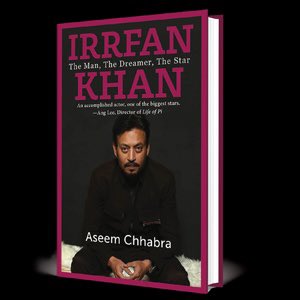 IRRFAN
The Man, The Dreamer, The Star
KHAN
An accomplished actor, one of the biggest stars.
—Ang Lee, Director of Life of Pi
Aseem Chhabra